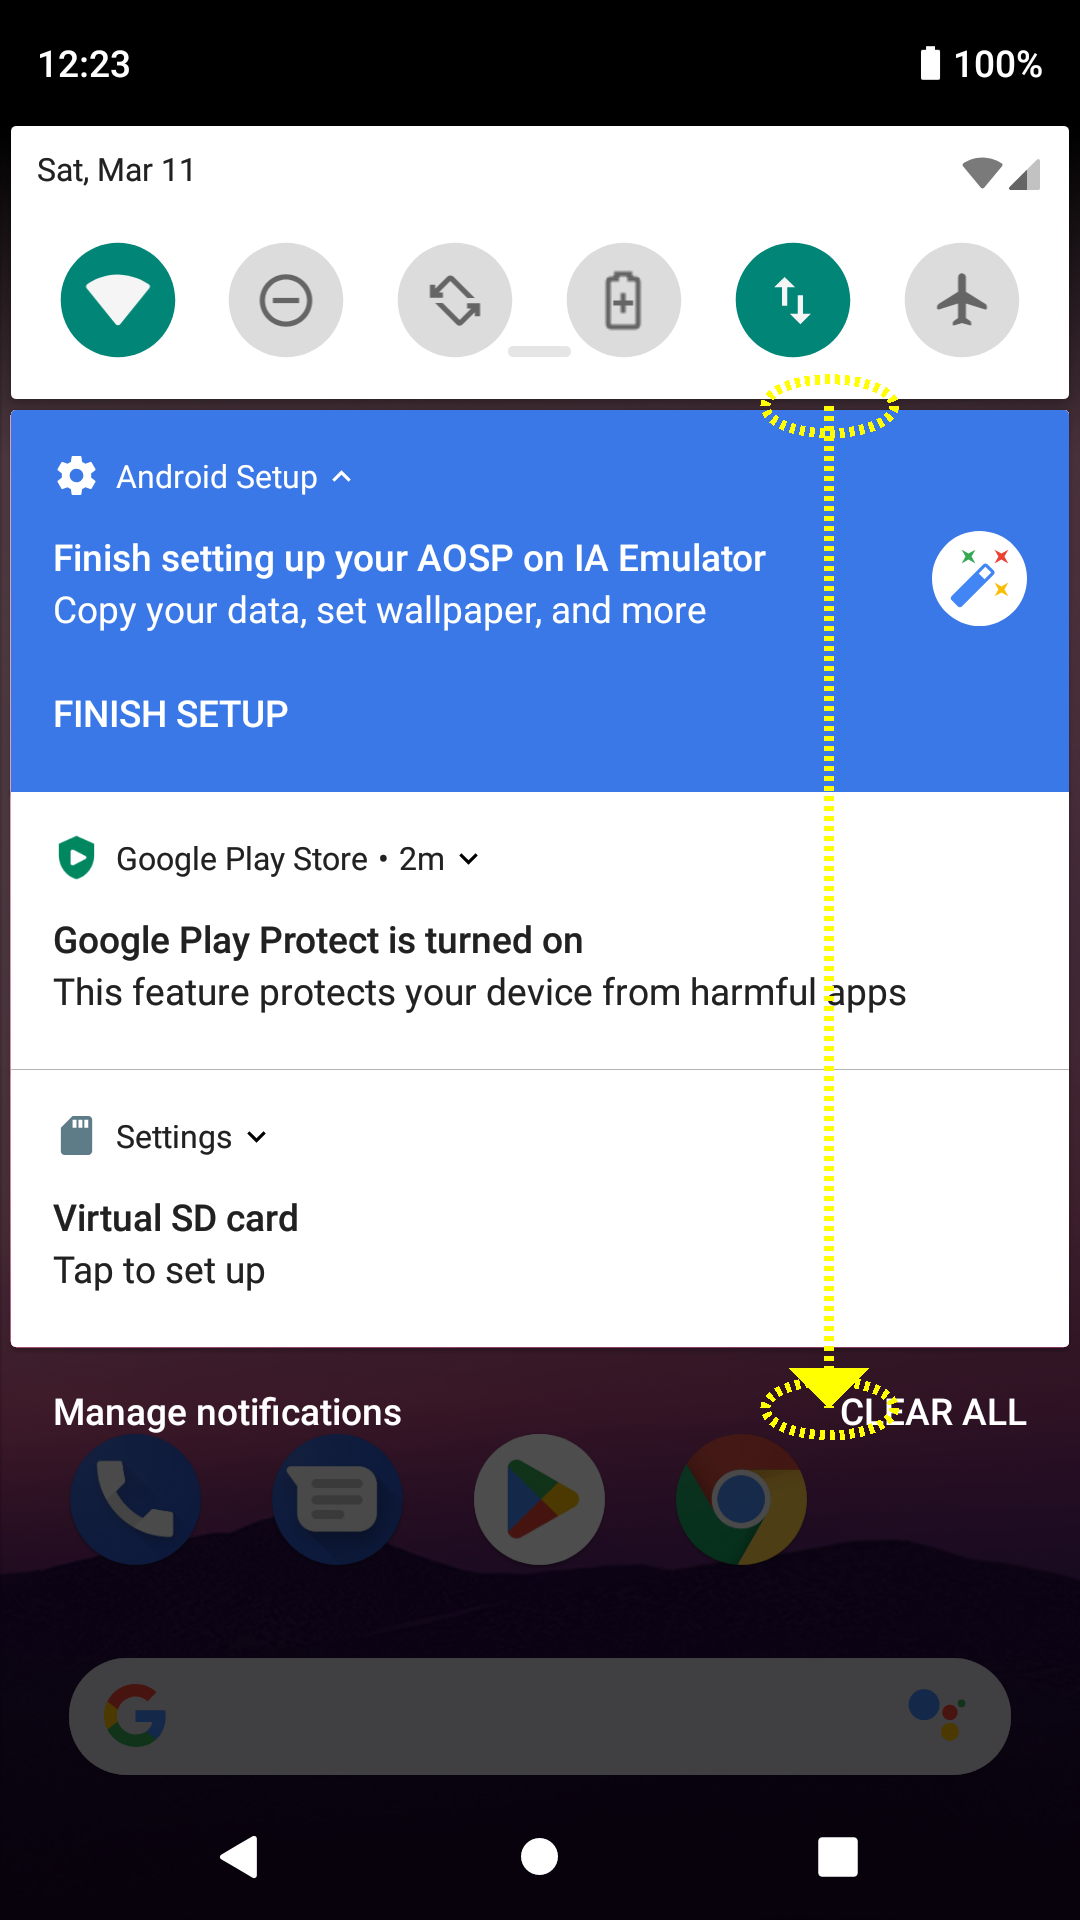 12:23
100%
Sat, Mar 11
Android Setup
Finish setting up your AOSP on IA Emulator
Copy your data, set wallpaper, and more
FINISH SETUP
Google Play Store • 2m
Google Play Protect is turned on
This feature protects your device from harmful apps
Settings
Virtual SD card
Tap to set up
Manage notifications
CLEAR ALL